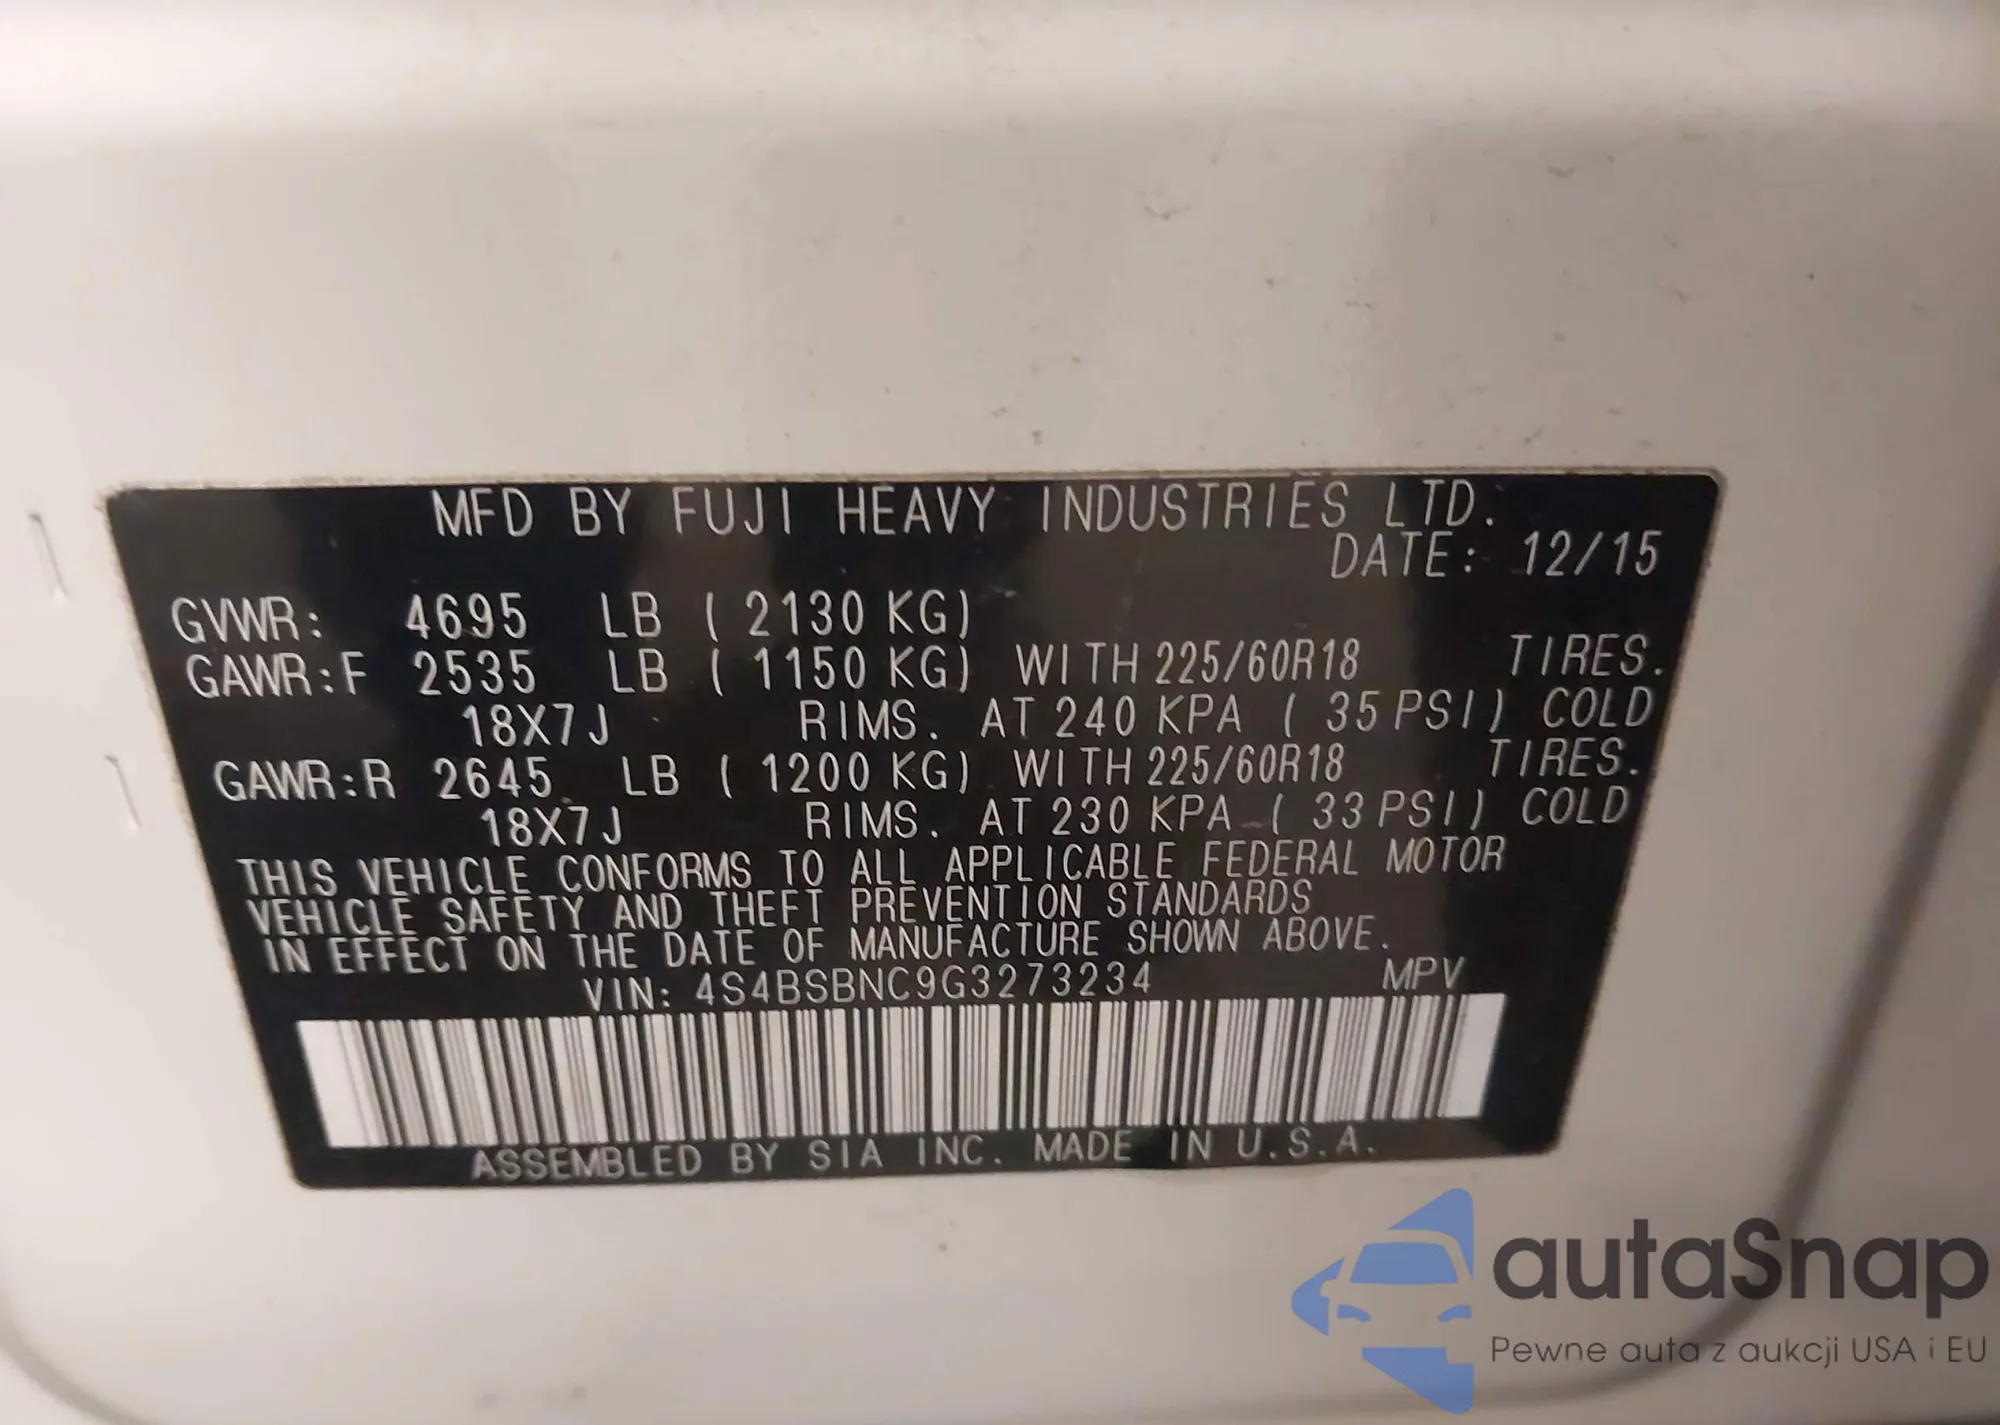 MFD BY FUJI HEAVY INDUSTRIES LTD.
DATE: 12/15
GVWR: 4695 LB ( 2130 KG)
GAWR:F 2535 LB ( 1150 KG) WITH 225/60R18 TIRES.
18X7J RIMS. AT 240 KPA ( 35 PSI) COLD
GAWR:R 2645 LB ( 1200 KG) WITH 225/60R18 TIRES.
18X7J RIMS. AT 230 KPA ( 33 PSI) COLD
THIS VEHICLE CONFORMS TO ALL APPLICABLE FEDERAL MOTOR
VEHICLE SAFETY AND THEFT PREVENTION STANDARDS
IN EFFECT ON THE DATE OF MANUFACTURE SHOWN ABOVE.
VIN: 4S4BSBNC9G3273234 MPV
ASSEMBLED BY SIA INC. MADE IN U.S.A.
autaSnap
Pewne auta z aukcji USA i EU